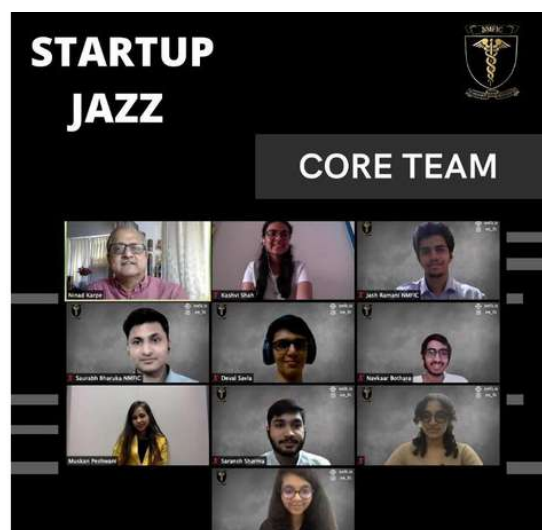 STARTUP
JAZZ
NMFIC
CORE TEAM
Ninad Karpe
Kashvi Shah
Jash Ramani NMFIC
Saurabh Bharuka NMFIC
Deval Savla
Navkaar Bothara
Muskan Peshwani
Saransh Sharma